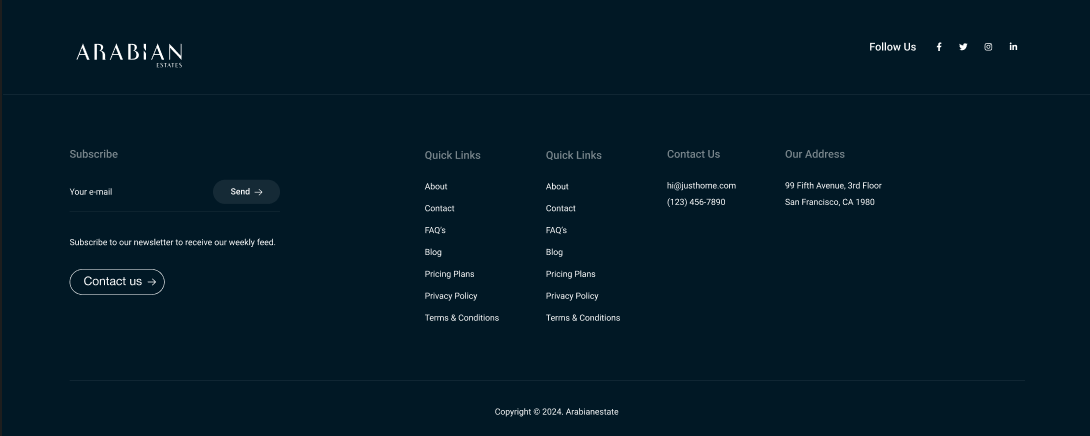 ARABIAN
ESTATES
Follow Us
Subscribe
Your e-mail
Send
Subscribe to our newsletter to receive our weekly feed.
Contact us
Quick Links
About
Contact
FAQ's
Blog
Pricing Plans
Privacy Policy
Terms & Conditions
Quick Links
About
Contact
FAQ's
Blog
Pricing Plans
Privacy Policy
Terms & Conditions
Contact Us
hi@justhome.com
(123) 456-7890
Our Address
99 Fifth Avenue, 3rd Floor
San Francisco, CA 1980
Copyright © 2024. Arabianestate